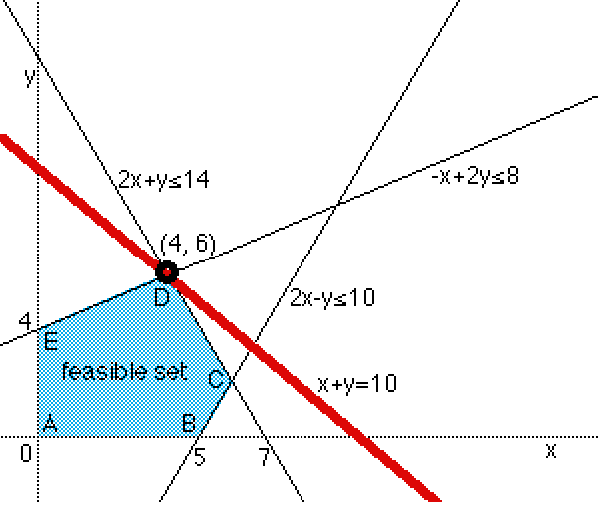 y
2x+y≤14
-x+2y≤8
(4, 6)
D
2x-y≤10
4
E
feasible set
C
x+y=10
A
B
0
5
7
x